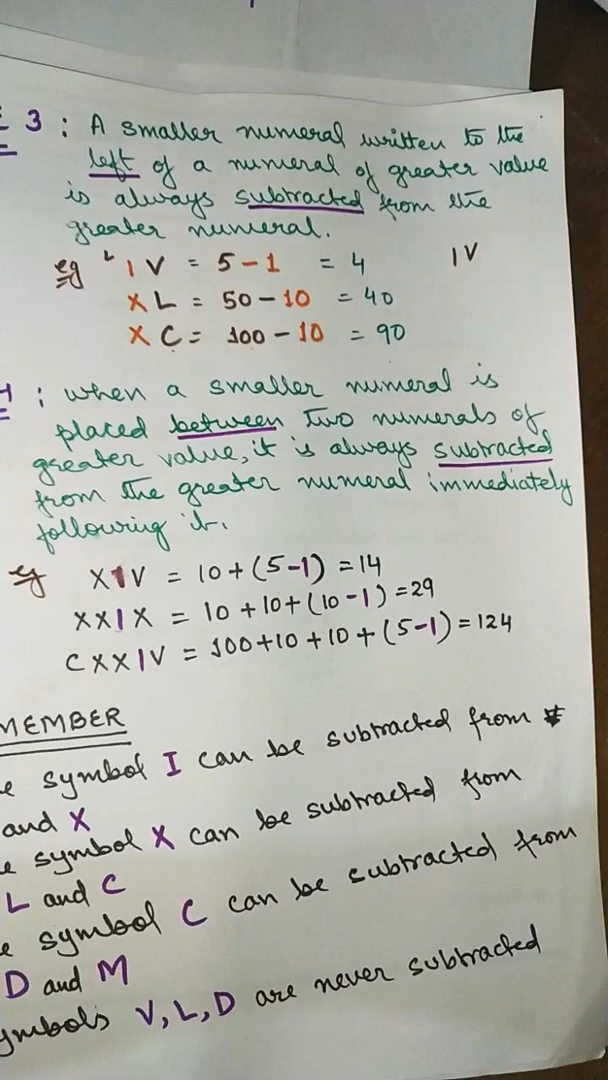 3 : A smaller numeral written to the
left of a numeral of greater value
is always subtracted from the
greater numeral.
eg IV = 5-1 = 4 IV
XL = 50-10 = 40
XC = 100-10 = 90
: when a smaller numeral is
placed between two numerals of
greater value, it is always subtracted
from the greater numeral immediately
following it.
eg XIV = 10+(5-1)=14
XXIX = 10+10+(10-1)=29
CXXIV = 100+10+10+(5-1)=124
MEMBER
e symbol I can be subtracted from
and X
e symbol X can be subtracted from
L and C
e symbol C can be subtracted from
D and M
ymbols V, L, D are never subtracted